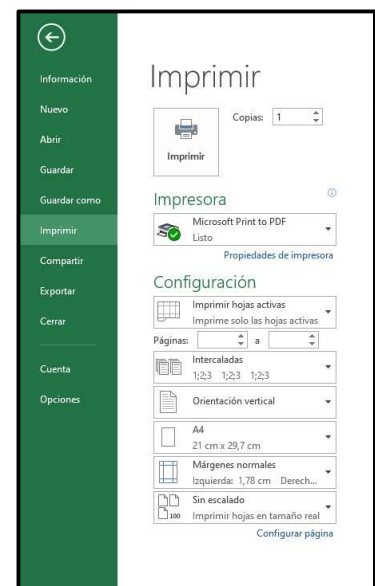 Información
Nuevo
Abrir
Guardar
Guardar como
Imprimir
Compartir
Exportar
Cerrar
Cuenta
Opciones
Imprimir
Copias: 1
Imprimir
Impresora
Microsoft Print to PDF
Listo
Propiedades de impresora
Configuración
Imprimir hojas activas
Imprime solo las hojas activas
Páginas: a
Intercaladas
1;2;3 1;2;3 1;2;3
Orientación vertical
A4
21 cm x 29,7 cm
Márgenes normales
Izquierda: 1,78 cm Derech...
Sin escalado
100 Imprimir hojas en tamaño real
Configurar página